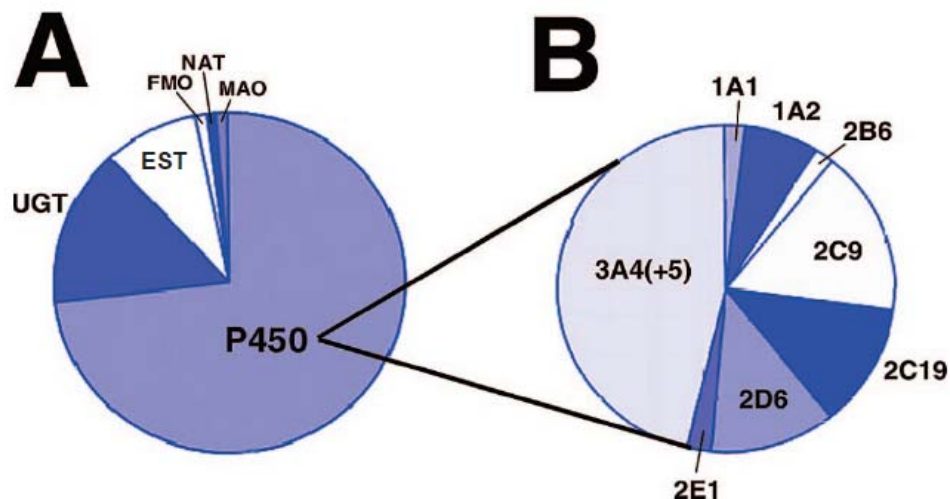 A
B
NAT
FMO
MAO
EST
UGT
P450
1A1
1A2
2B6
2C9
3A4(+5)
2C19
2D6
2E1